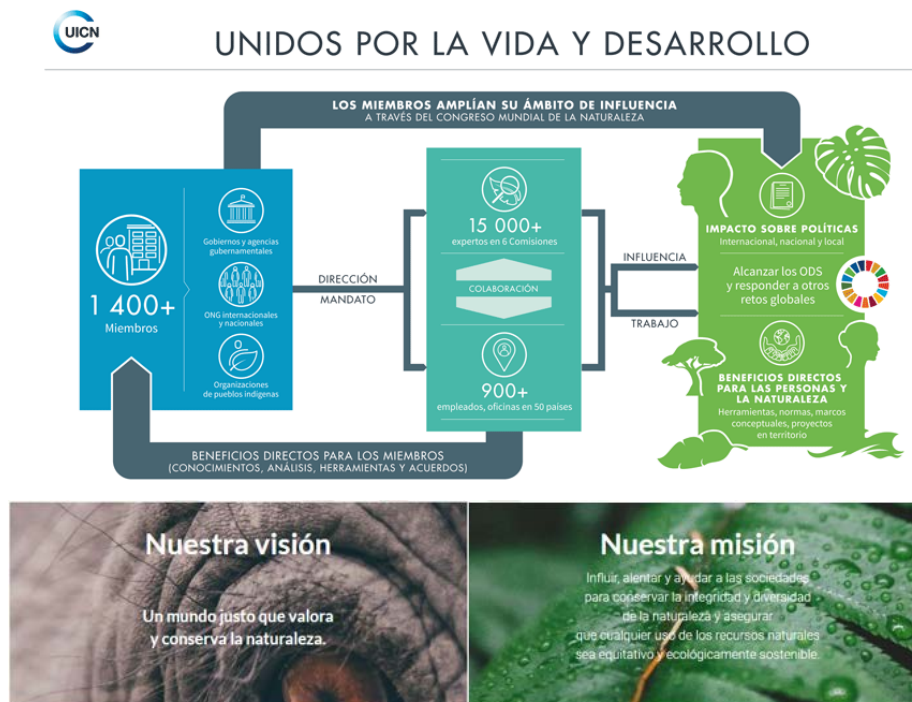 UICN
UNIDOS POR LA VIDA Y DESARROLLO
LOS MIEMBROS AMPLÍAN SU ÁMBITO DE INFLUENCIA
A TRAVÉS DEL CONGRESO MUNDIAL DE LA NATURALEZA
1 400+
Miembros
Gobiernos y agencias
gubernamentales
ONG internacionales
y nacionales
Organizaciones
de pueblos indígenas
DIRECCIÓN
MANDATO
15 000+
expertos en 6 Comisiones
COLABORACIÓN
900+
empleados, oficinas en 50 países
INFLUENCIA
TRABAJO
IMPACTO SOBRE POLÍTICAS
Internacional, nacional y local
Alcanzar los ODS
y responder a otros
retos globales
BENEFICIOS DIRECTOS
PARA LAS PERSONAS Y
LA NATURALEZA
Herramientas, normas, marcos
conceptuales, proyectos
en territorio
BENEFICIOS DIRECTOS PARA LOS MIEMBROS
(CONOCIMIENTOS, ANÁLISIS, HERRAMIENTAS Y ACUERDOS)
Nuestra visión
Un mundo justo que valora
y conserva la naturaleza.
Nuestra misión
Influir, alentar y ayudar a las sociedades
para conservar la integridad y diversidad
de la naturaleza y asegurar
que cualquier uso de los recursos naturales
sea equitativo y ecológicamente sostenible.